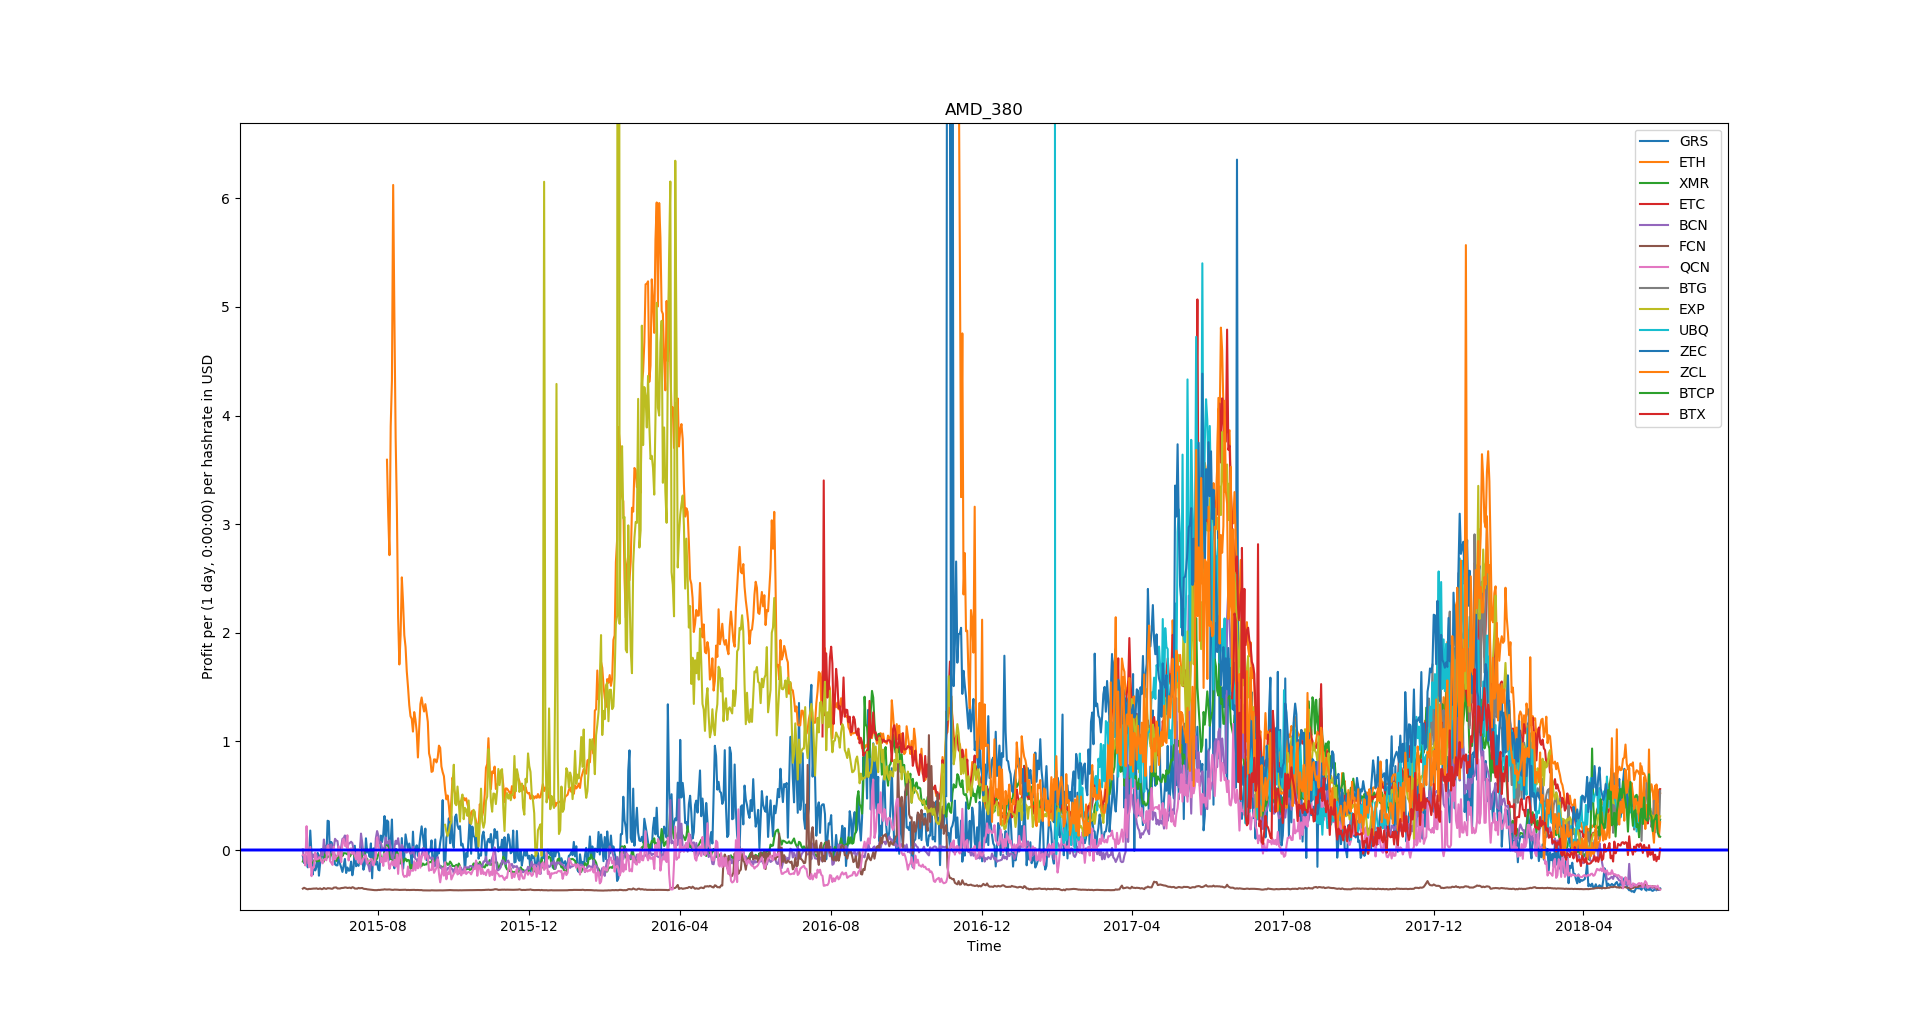 AMD_380
GRS
ETH
XMR
ETC
BCN
FCN
QCN
BTG
EXP
UBQ
ZEC
ZCL
BTCP
BTX
Profit per (1 day, 0:00:00) per hashrate in USD
6
5
4
3
2
1
0
2015-08 2015-12 2016-04 2016-08 2016-12 2017-04 2017-08 2017-12 2018-04
Time